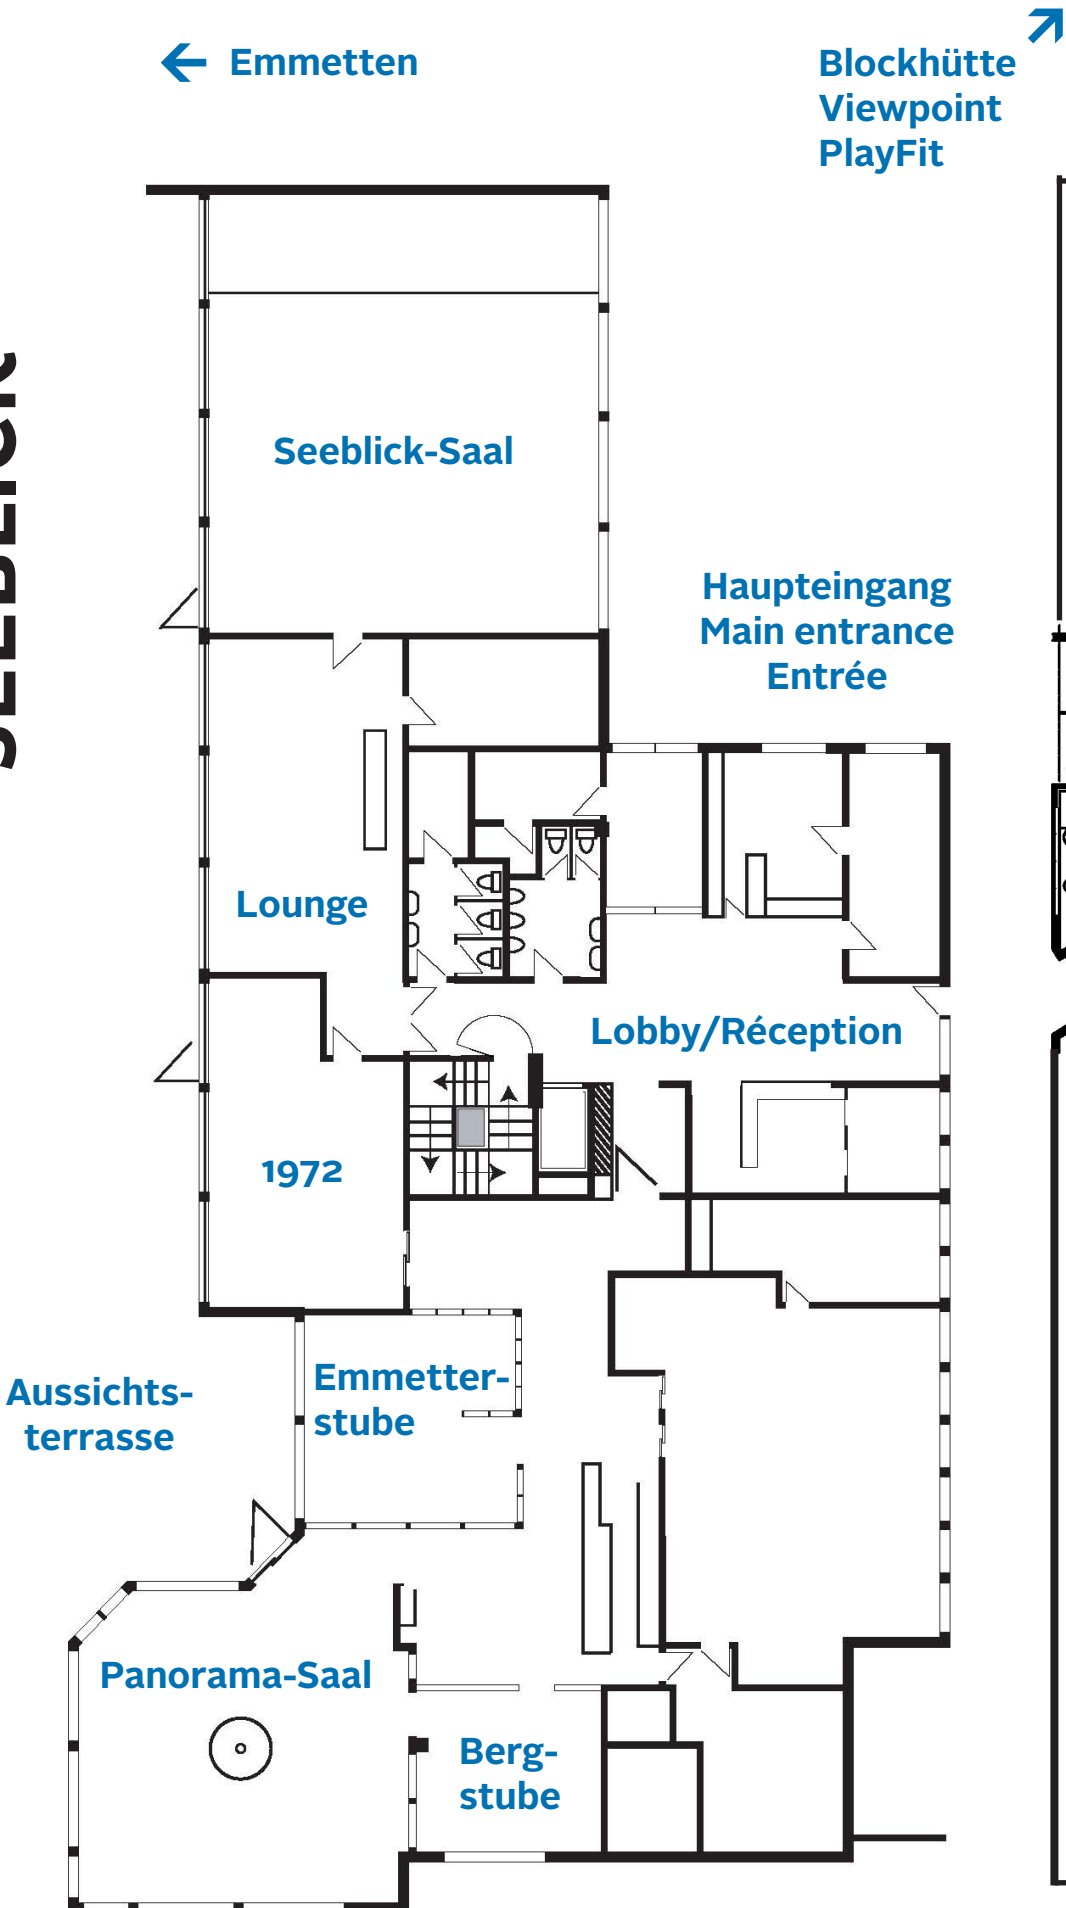 Emmetten
Blockhütte
Viewpoint
PlayFit
SEEBLICK
Seeblick-Saal
Haupteingang
Main entrance
Entrée
Lounge
Lobby/Réception
1972
Aussichts-
terrasse
Emmetter-
stube
Panorama-Saal
Berg-
stube